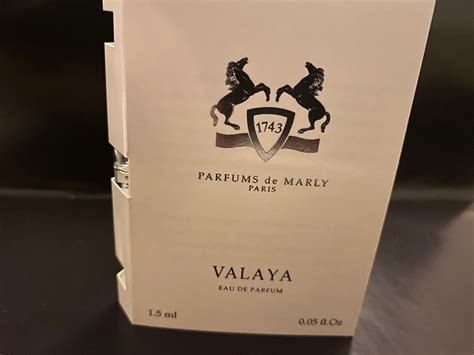 1743
PARFUMS de MARLY
PARIS
VALAYA
EAU DE PARFUM
1.5 ml 0.05 fl.Oz